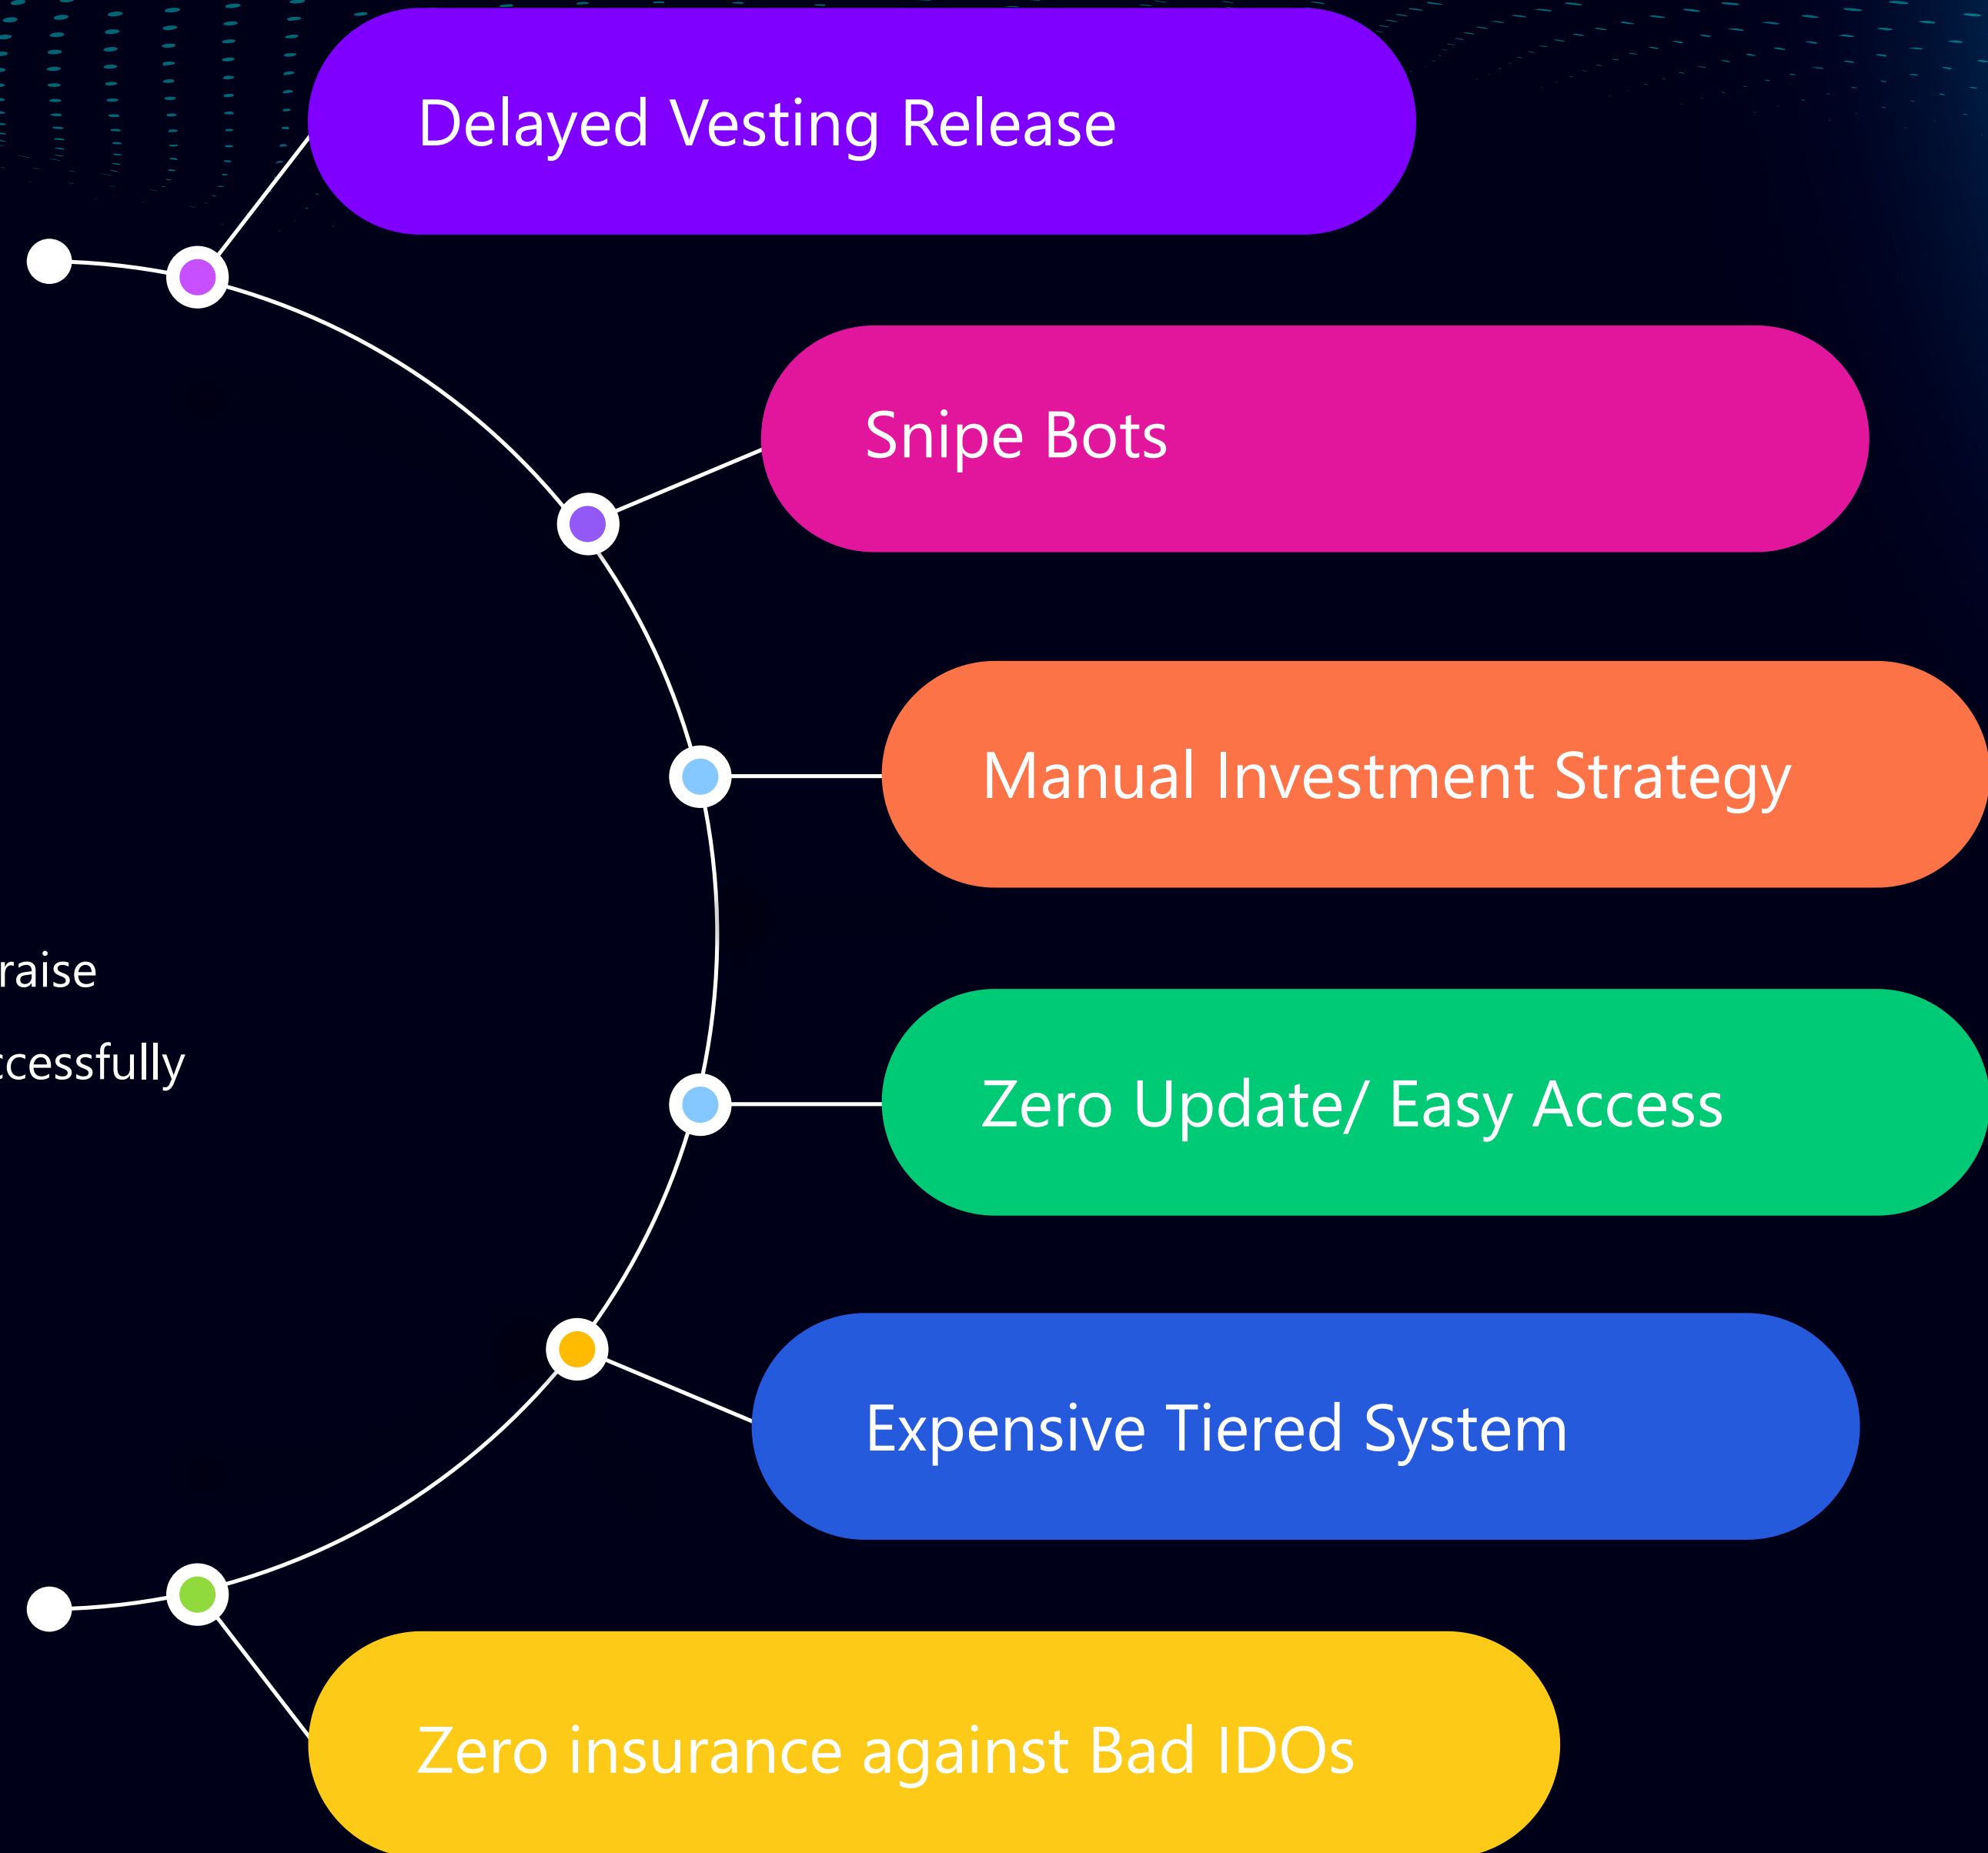 Delayed Vesting Release
Snipe Bots
Manual Investment Strategy
raise
ccessfully
Zero Update/ Easy Access
Expensive Tiered System
Zero insurance against Bad IDOs